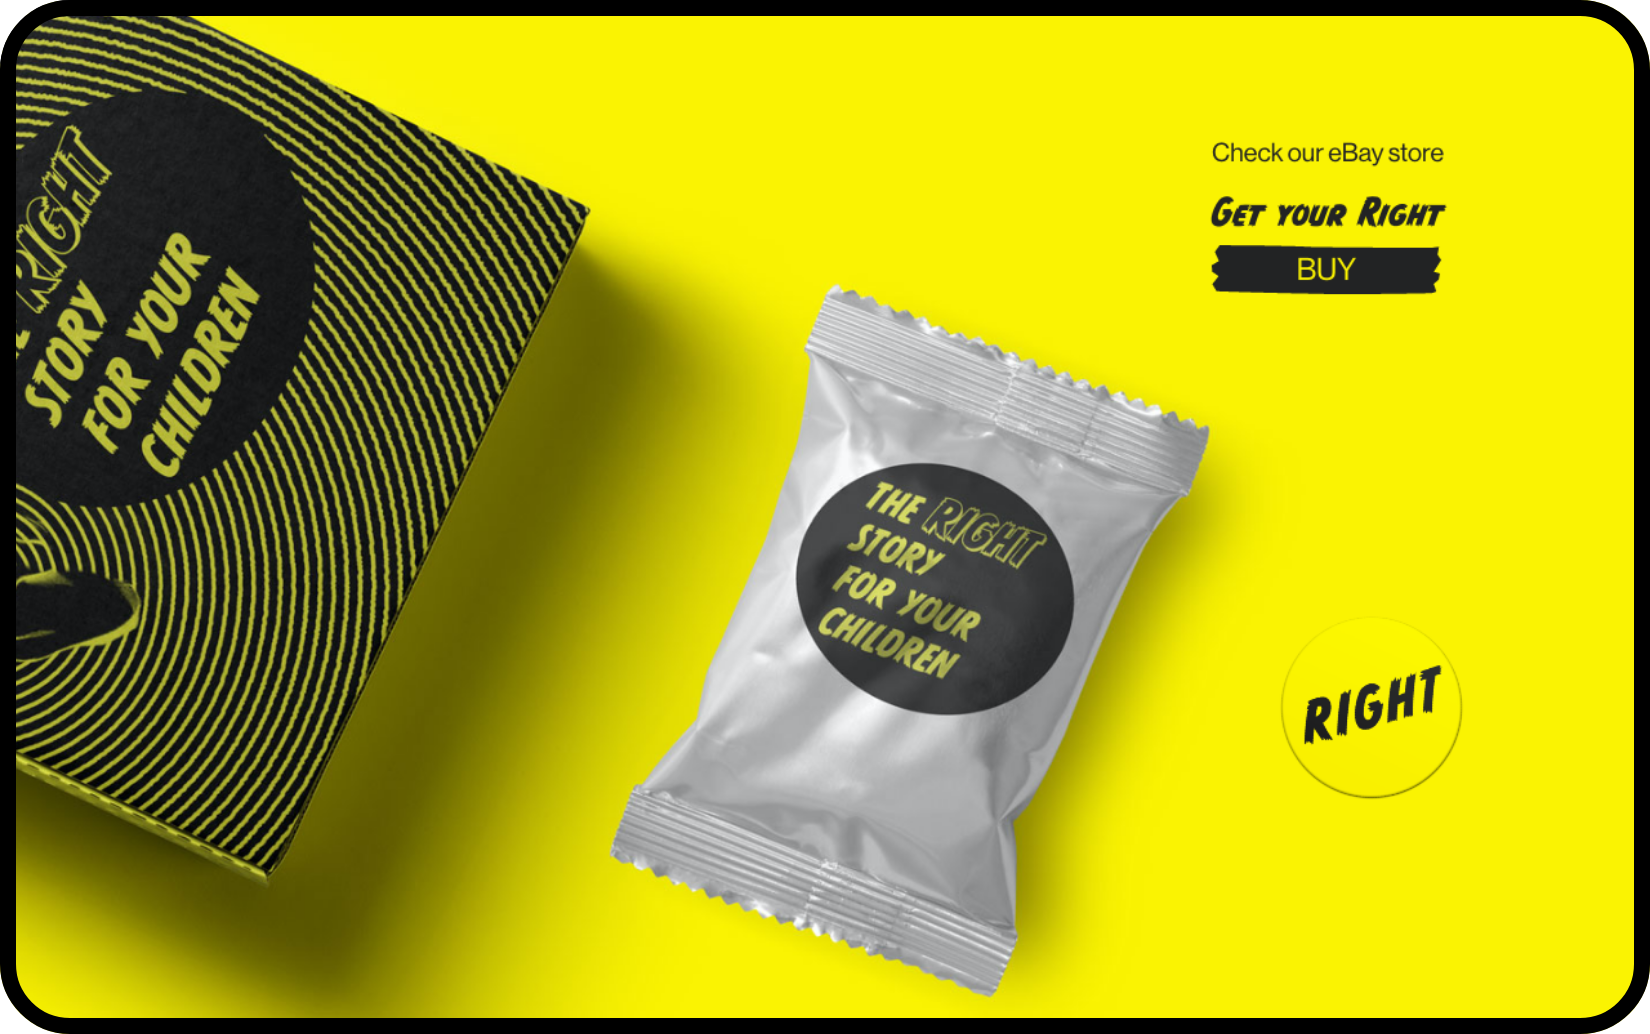 RIGHT
STORY
FOR YOUR
CHILDREN
Check our eBay store
GET YOUR RIGHT
BUY
THE RIGHT
STORY
FOR YOUR
CHILDREN
RIGHT